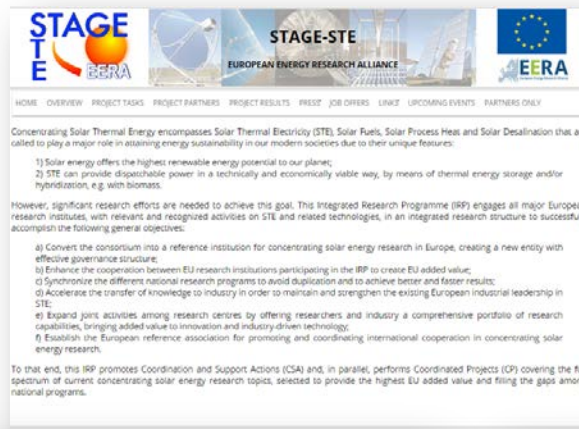 STAGE
STE
EERA
STAGE-STE
EUROPEAN ENERGY RESEARCH ALLIANCE
EERA
HOME OVERVIEW PROJECT TASKS PROJECT PARTNERS PROJECT RESULTS PRESS JOB OFFERS LINKS UPCOMING EVENTS PARTNERS ONLY
Concentrating Solar Thermal Energy encompasses Solar Thermal Electricity (STE), Solar Fuels, Solar Process Heat and Solar Desalination that a
called to play a major role in attaining energy sustainability in our modern societies due to their unique features:
1) Solar energy offers the highest renewable energy potential to our planet;
2) STE can provide dispatchable power in a technically and economically viable way, by means of thermal energy storage and/or
hybridization, e.g. with biomass.
However, significant research efforts are needed to achieve this goal. This Integrated Research Programme (IRP) engages all major Europea
research institutes, with relevant and recognized activities on STE and related technologies, in an integrated research structure to successfu
accomplish the following general objectives:
a) Convert the consortium into a reference institution for concentrating solar energy research in Europe, creating a new entity with
effective governance structure;
b) Enhance the cooperation between EU research institutions participating in the IRP to create EU added value;
c) Synchronize the different national research programs to avoid duplication and to achieve better and faster results;
d) Accelerate the transfer of knowledge to industry in order to maintain and strengthen the existing European industrial leadership in
STE;
e) Expand joint activities among research centres by offering researchers and industry a comprehensive portfolio of research
capabilities, bringing added value to innovation and industry-driven technology;
f) Establish the European reference association for promoting and coordinating international cooperation in concentrating solar
energy research.
To that end, this IRP promotes Coordination and Support Actions (CSA) and, in parallel, performs Coordinated Projects (CP) covering the f
spectrum of current concentrating solar energy research topics, selected to provide the highest EU added value and filling the gaps amo
national programs.